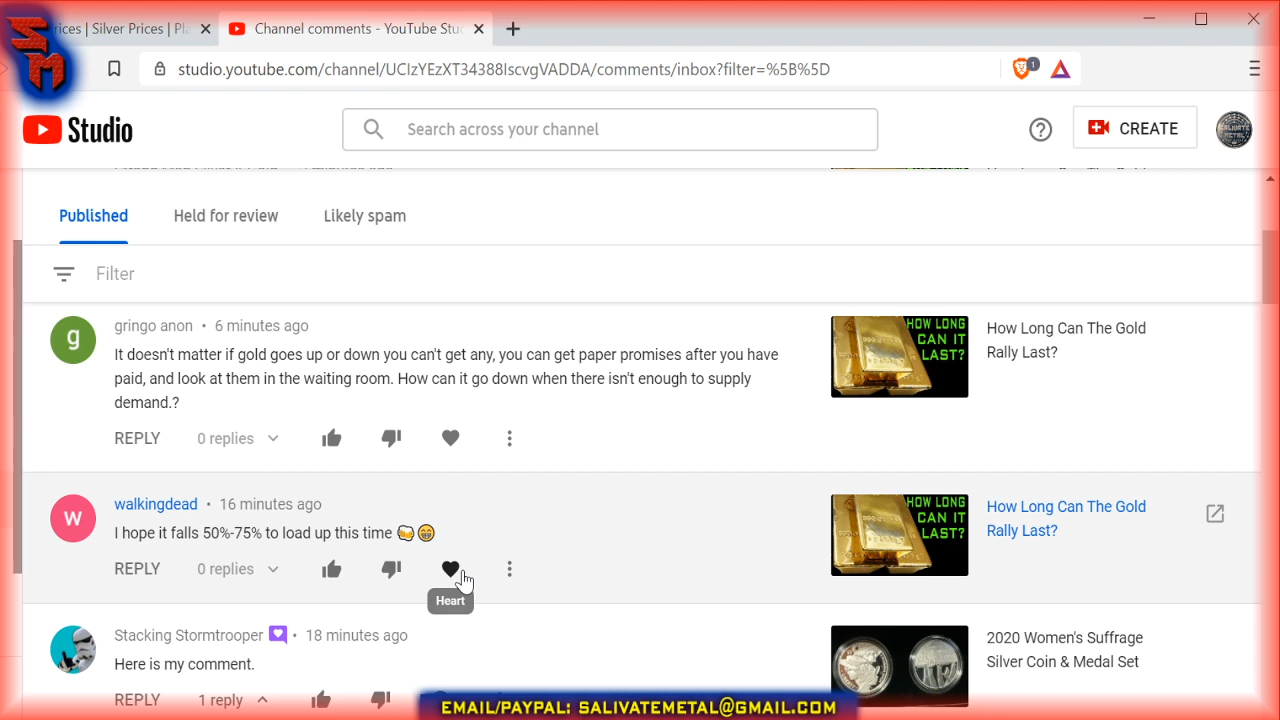 SM
rices | Silver Prices | Pla
Channel comments - YouTube Stu
studio.youtube.com/channel/UCIzYEzXT34388IscvgVADDA/comments/inbox?filter=%5B%5D
1
Studio
Search across your channel
CREATE
Published
Held for review
Likely spam
Filter
gringo anon • 6 minutes ago
It doesn't matter if gold goes up or down you can't get any, you can get paper promises after you have
paid, and look at them in the waiting room. How can it go down when there isn't enough to supply
demand.?
REPLY 0 replies
HOW LONG
CAN IT
LAST?
How Long Can The Gold
Rally Last?
g
walkingdead • 16 minutes ago
I hope it falls 50%-75% to load up this time
REPLY 0 replies
Heart
HOW LONG
CAN IT
LAST?
How Long Can The Gold
Rally Last?
w
Stacking Stormtrooper • 18 minutes ago
Here is my comment.
REPLY 1 reply
2020 Women's Suffrage
Silver Coin & Medal Set
EMAIL/PAYPAL: SALIVATEMETAL@GMAIL.COM